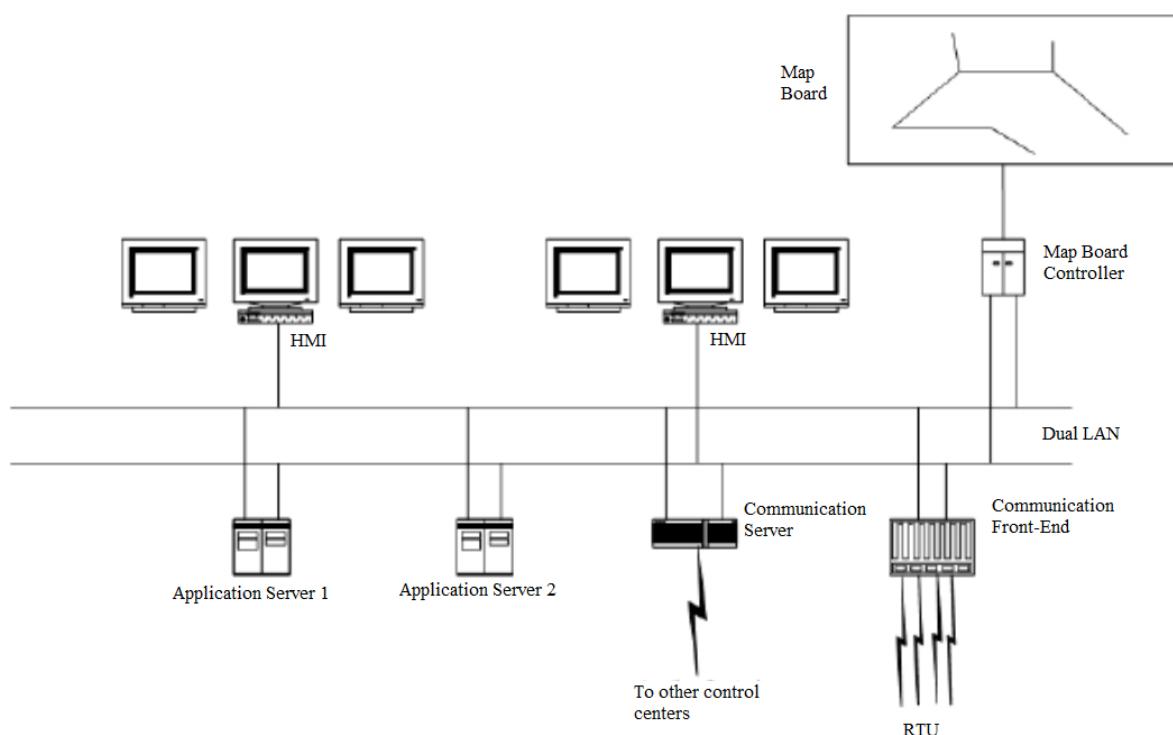 Map
Board
Map Board
Controller
HMI
HMI
Dual LAN
Communication
Server
Communication
Front-End
Application Server 1
Application Server 2
To other control
centers
RTU